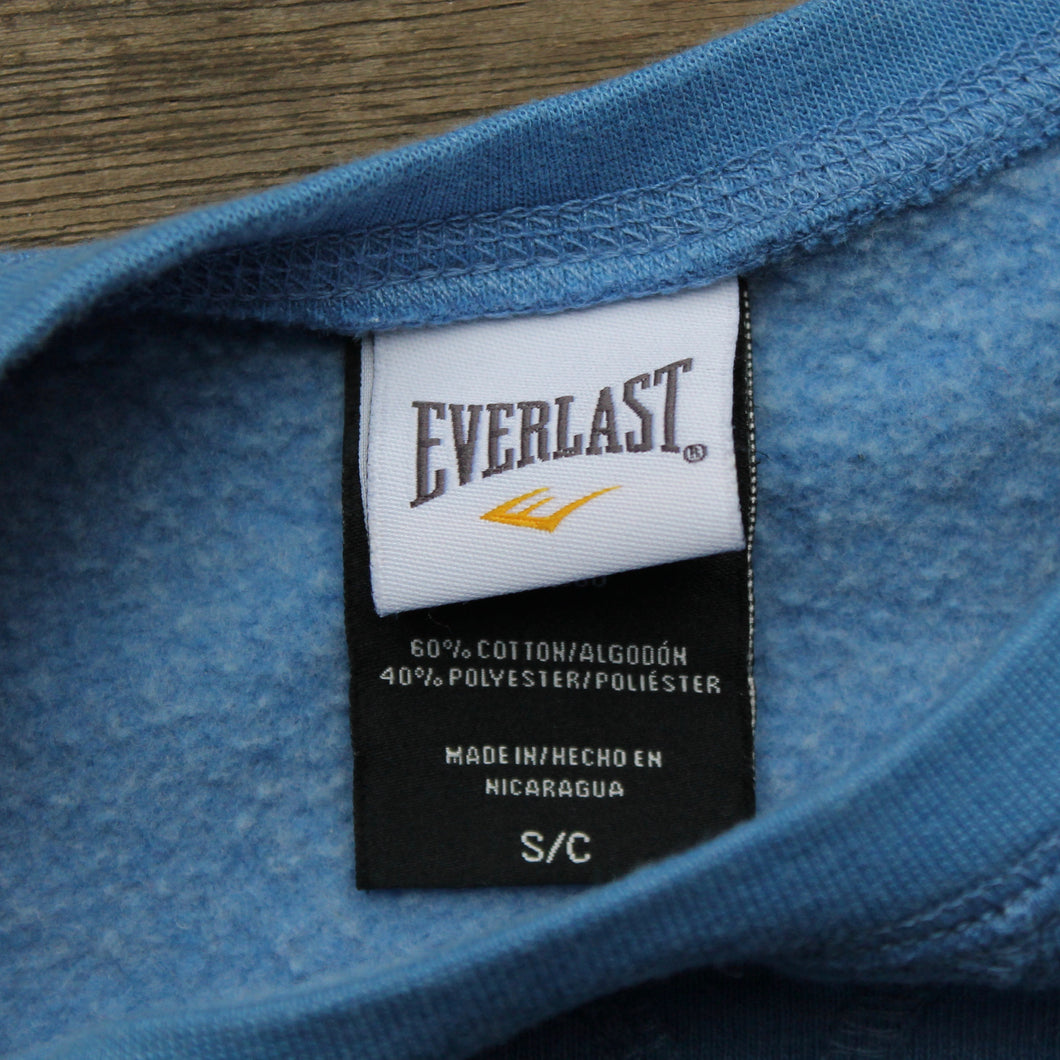 EVERLAST®
60% COTTON/ALGODÓN
40% POLYESTER/POLIÉSTER
MADE IN/HECHO EN
NICARAGUA
S/C